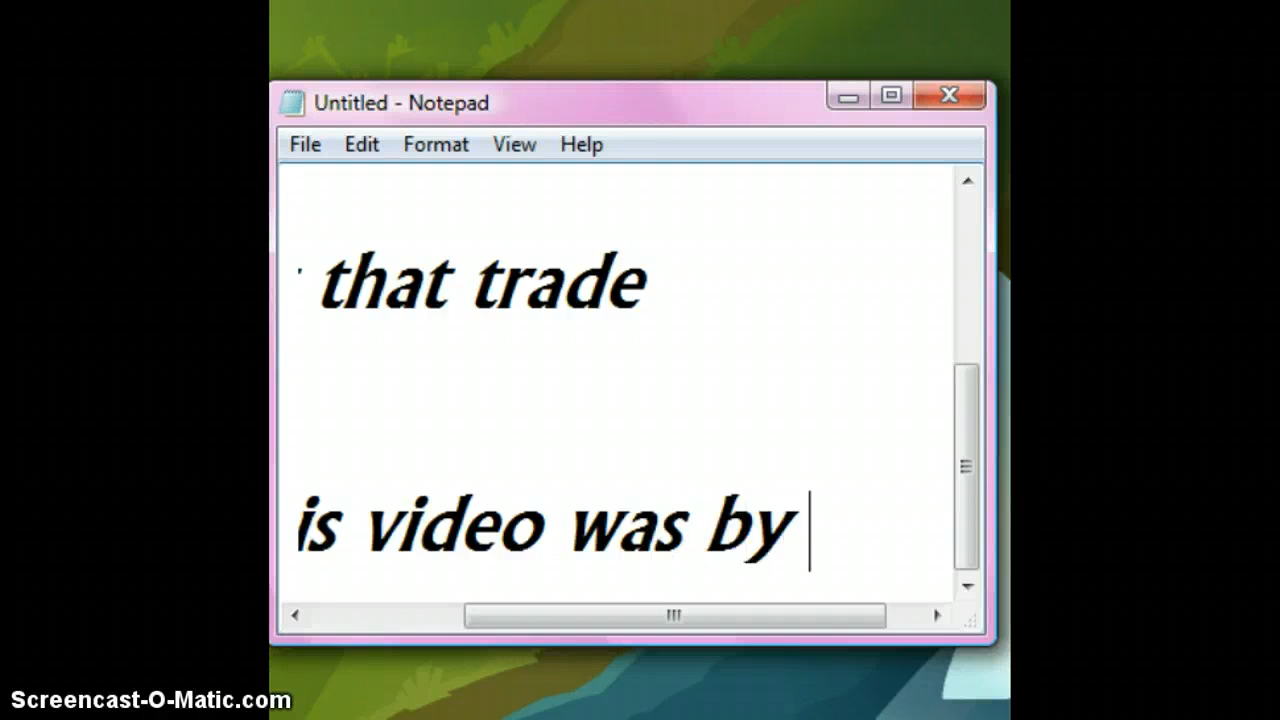 Untitled - Notepad
File Edit Format View Help
that trade
is video was by
Screencast-O-Matic.com